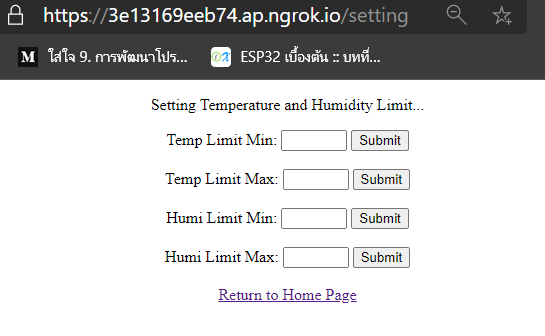 https://3e13169eeb74.ap.ngrok.io/setting
M ใส่ใจ 9. การพัฒนาโปร... ESP32 เบื้องต้น :: บทที่...
Setting Temperature and Humidity Limit...
Temp Limit Min: Submit
Temp Limit Max: Submit
Humi Limit Min: Submit
Humi Limit Max: Submit
Return to Home Page